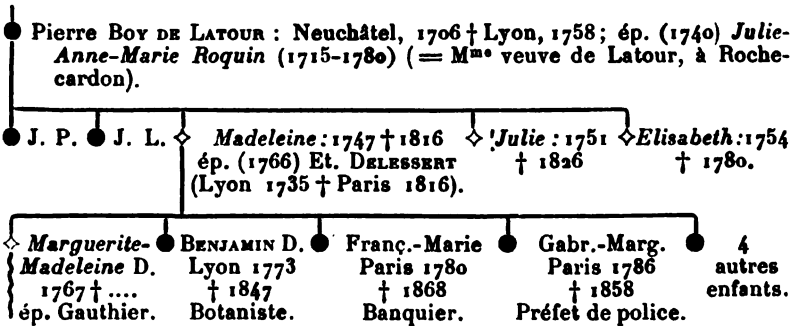 Pierre BOY DE LATOUR : Neuchâtel, 1706 † Lyon, 1758 ; ép. (1740) Julie-
Anne-Marie Roquin (1715-1780) (= Mme veuve de Latour, à Roche-
cardon).
J. P. J. L. Madeleine : 1747 † 1816 Julie : 1751 Elisabeth : 1754
ép. (1766) Et. DELESSERT † 1826 † 1780.
(Lyon 1735 † Paris 1816).
Marguerite- BENJAMIN D. Franç.-Marie Gabr.-Marg. 4
Madeleine D. Lyon 1773 Paris 1780 Paris 1786 autres
1767 † .... † 1847 † 1868 † 1858 enfants.
ép. Gauthier. Botaniste. Banquier. Préfet de police.